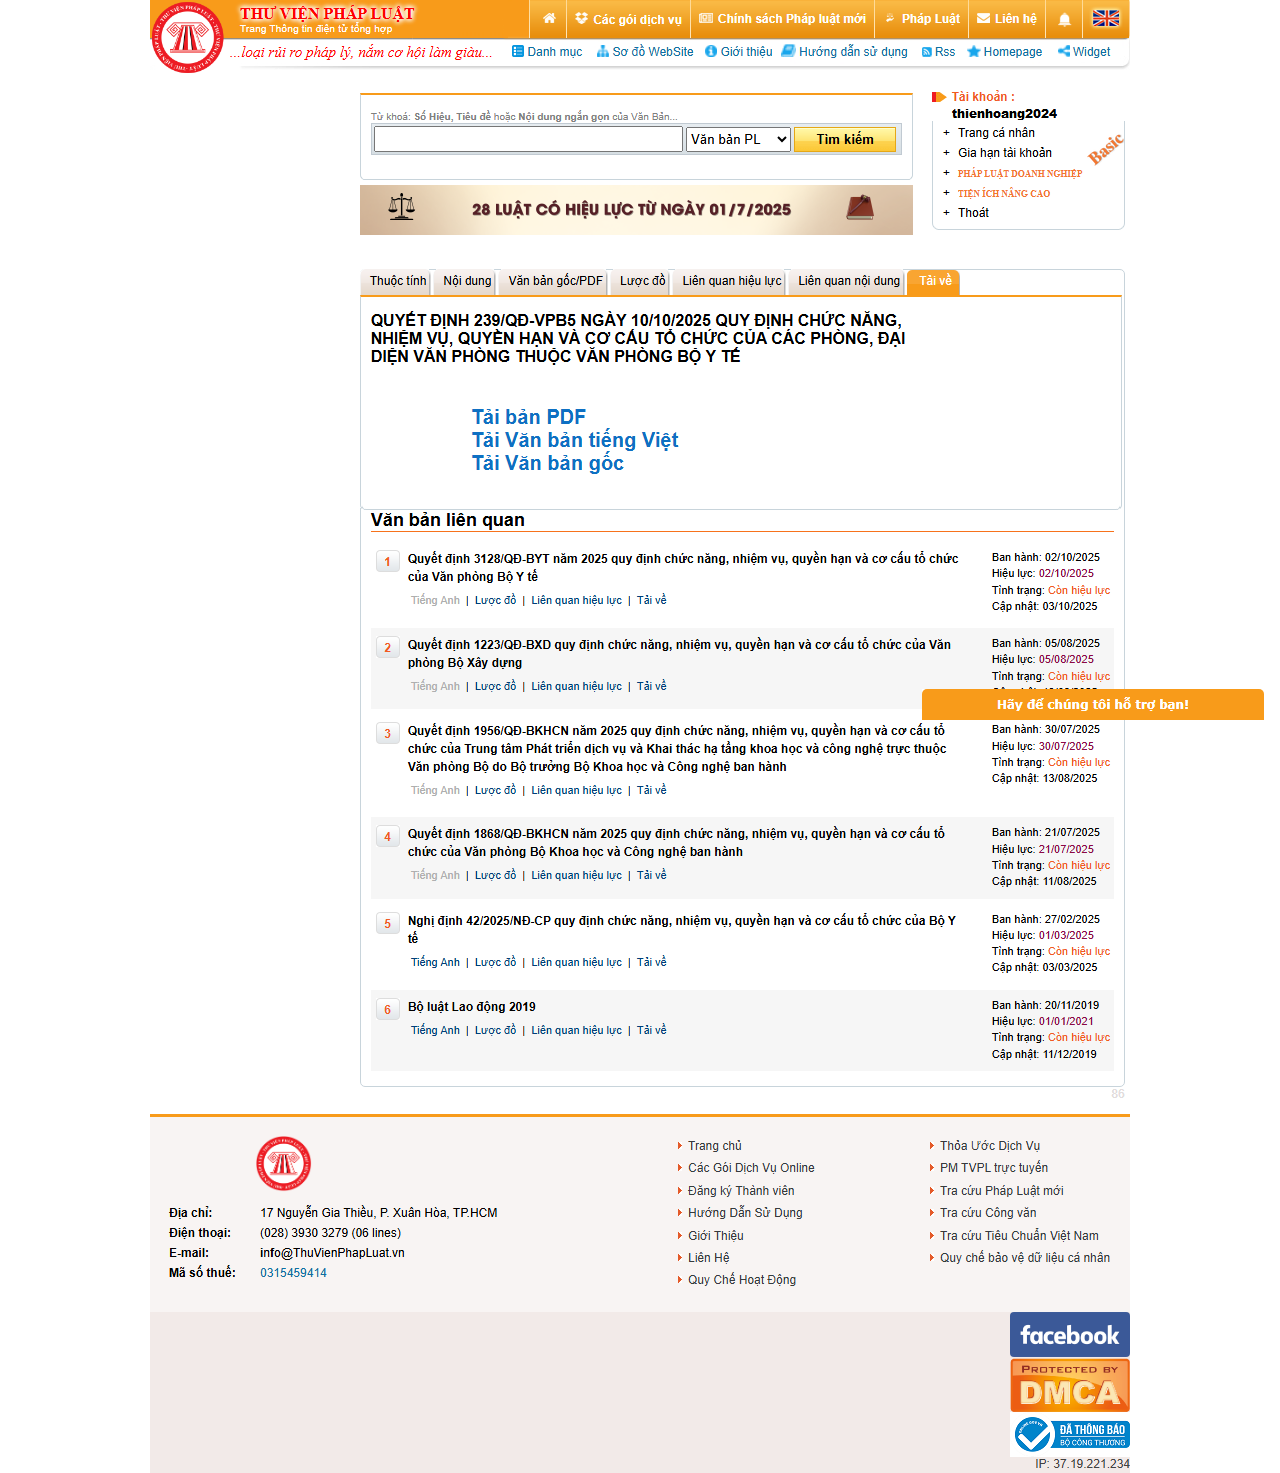 THƯ VIỆN PHÁP LUẬT
Trang Thông tin điện tử tổng hợp
Các gói dịch vụ
Chính sách Pháp luật mới
Pháp Luật
Liên hệ
...loại rủi ro pháp lý, nắm cơ hội làm giàu...
Danh mục
Sơ đồ WebSite
Giới thiệu
Hướng dẫn sử dụng
Rss
Homepage
Widget
Từ khoá: Số Hiệu, Tiêu đề hoặc Nội dung ngắn gọn của Văn Bản...
Văn bản PL
Tìm kiếm
28 LUẬT CÓ HIỆU LỰC TỪ NGÀY 01/7/2025
Tài khoản :
thienhoang2024
+ Trang cá nhân
+ Gia hạn tài khoản
+ PHÁP LUẬT DOANH NGHIỆP
+ TIỆN ÍCH NÂNG CAO
+ Thoát
Basic
Thuộc tính
Nội dung
Văn bản gốc/PDF
Lược đồ
Liên quan hiệu lực
Liên quan nội dung
Tải về
QUYẾT ĐỊNH 239/QĐ-VPB5 NGÀY 10/10/2025 QUY ĐỊNH CHỨC NĂNG,
NHIỆM VỤ, QUYỀN HẠN VÀ CƠ CẤU TỔ CHỨC CỦA CÁC PHÒNG, ĐẠI
DIỆN VĂN PHÒNG THUỘC VĂN PHÒNG BỘ Y TẾ
Tải bản PDF
Tải Văn bản tiếng Việt
Tải Văn bản gốc
Văn bản liên quan
1
Quyết định 3128/QĐ-BYT năm 2025 quy định chức năng, nhiệm vụ, quyền hạn và cơ cấu tổ chức
của Văn phòng Bộ Y tế
Tiếng Anh | Lược đồ | Liên quan hiệu lực | Tải về
Ban hành: 02/10/2025
Hiệu lực: 02/10/2025
Tình trạng: Còn hiệu lực
Cập nhật: 03/10/2025
2
Quyết định 1223/QĐ-BXD quy định chức năng, nhiệm vụ, quyền hạn và cơ cấu tổ chức của Văn
phòng Bộ Xây dựng
Tiếng Anh | Lược đồ | Liên quan hiệu lực | Tải về
Ban hành: 05/08/2025
Hiệu lực: 05/08/2025
Tình trạng: Còn hiệu lực
Hãy để chúng tôi hỗ trợ bạn!
3
Quyết định 1956/QĐ-BKHCN năm 2025 quy định chức năng, nhiệm vụ, quyền hạn và cơ cấu tổ
chức của Trung tâm Phát triển dịch vụ và Khai thác hạ tầng khoa học và công nghệ trực thuộc
Văn phòng Bộ do Bộ trưởng Bộ Khoa học và Công nghệ ban hành
Tiếng Anh | Lược đồ | Liên quan hiệu lực | Tải về
Ban hành: 30/07/2025
Hiệu lực: 30/07/2025
Tình trạng: Còn hiệu lực
Cập nhật: 13/08/2025
4
Quyết định 1868/QĐ-BKHCN năm 2025 quy định chức năng, nhiệm vụ, quyền hạn và cơ cấu tổ
chức của Văn phòng Bộ Khoa học và Công nghệ ban hành
Tiếng Anh | Lược đồ | Liên quan hiệu lực | Tải về
Ban hành: 21/07/2025
Hiệu lực: 21/07/2025
Tình trạng: Còn hiệu lực
Cập nhật: 11/08/2025
5
Nghị định 42/2025/NĐ-CP quy định chức năng, nhiệm vụ, quyền hạn và cơ cấu tổ chức của Bộ Y
tế
Tiếng Anh | Lược đồ | Liên quan hiệu lực | Tải về
Ban hành: 27/02/2025
Hiệu lực: 01/03/2025
Tình trạng: Còn hiệu lực
Cập nhật: 03/03/2025
6
Bộ luật Lao động 2019
Tiếng Anh | Lược đồ | Liên quan hiệu lực | Tải về
Ban hành: 20/11/2019
Hiệu lực: 01/01/2021
Tình trạng: Còn hiệu lực
Cập nhật: 11/12/2019
86
Địa chỉ: 17 Nguyễn Gia Thiều, P. Xuân Hòa, TP.HCM
Điện thoại: (028) 3930 3279 (06 lines)
E-mail: info@ThuVienPhapLuat.vn
Mã số thuế: 0315459414
Trang chủ
Các Gói Dịch Vụ Online
Đăng ký Thành viên
Hướng Dẫn Sử Dụng
Giới Thiệu
Liên Hệ
Quy Chế Hoạt Động
Thỏa Ước Dịch Vụ
PM TVPL trực tuyến
Tra cứu Pháp Luật mới
Tra cứu Công văn
Tra cứu Tiêu Chuẩn Việt Nam
Quy chế bảo vệ dữ liệu cá nhân
facebook
PROTECTED BY
DMCA
ĐÃ THÔNG BÁO
BỘ CÔNG THƯƠNG
IP: 37.19.221.234